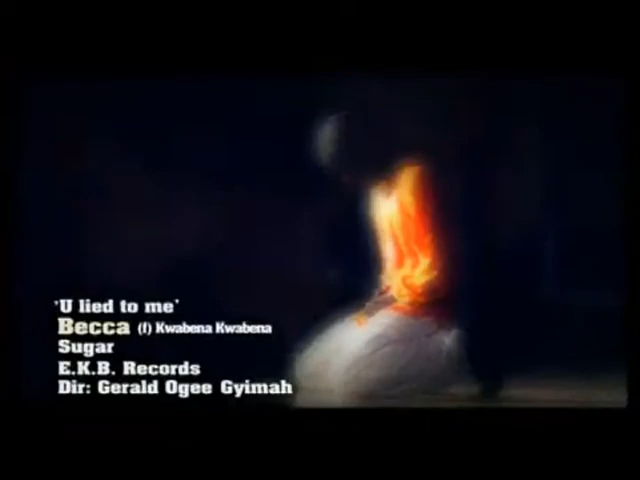 'U lied to me'
Becca (f) Kwabena Kwabena
Sugar
E.K.B. Records
Dir: Gerald Ogee Gyimah